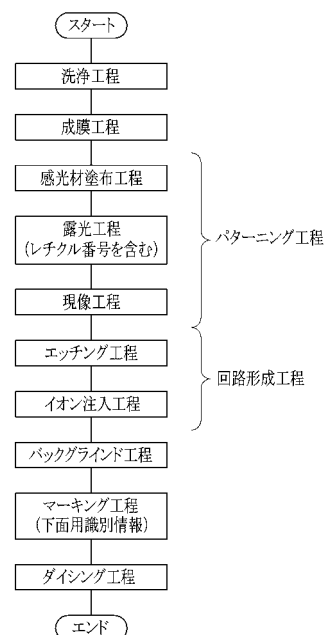 スタート
洗浄工程
成膜工程
感光材塗布工程
露光工程
(レチクル番号を含む)
現像工程
パターニング工程
エッチング工程
イオン注入工程
回路形成工程
バックグラインド工程
マーキング工程
(下面用識別情報)
ダイシング工程
エンド